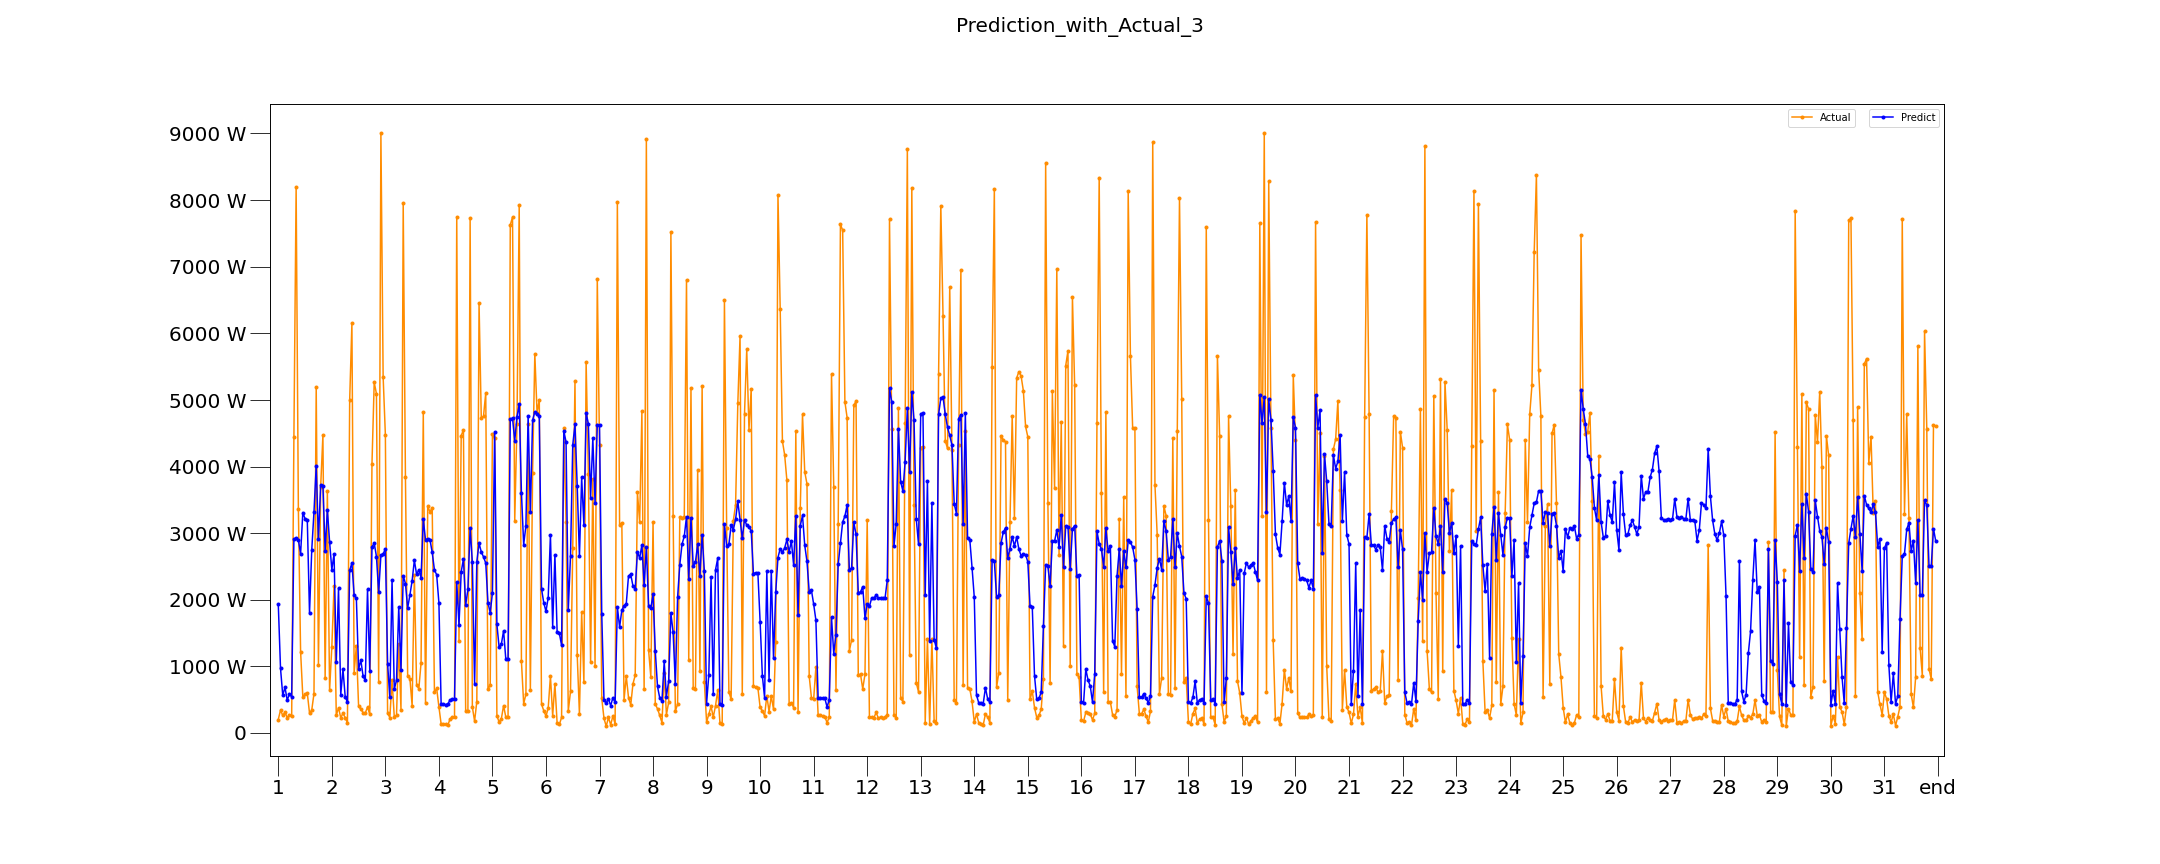 Prediction_with_Actual_3
Actual Predict
9000 W
8000 W
7000 W
6000 W
5000 W
4000 W
3000 W
2000 W
1000 W
0
1 2 3 4 5 6 7 8 9 10 11 12 13 14 15 16 17 18 19 20 21 22 23 24 25 26 27 28 29 30 31 end